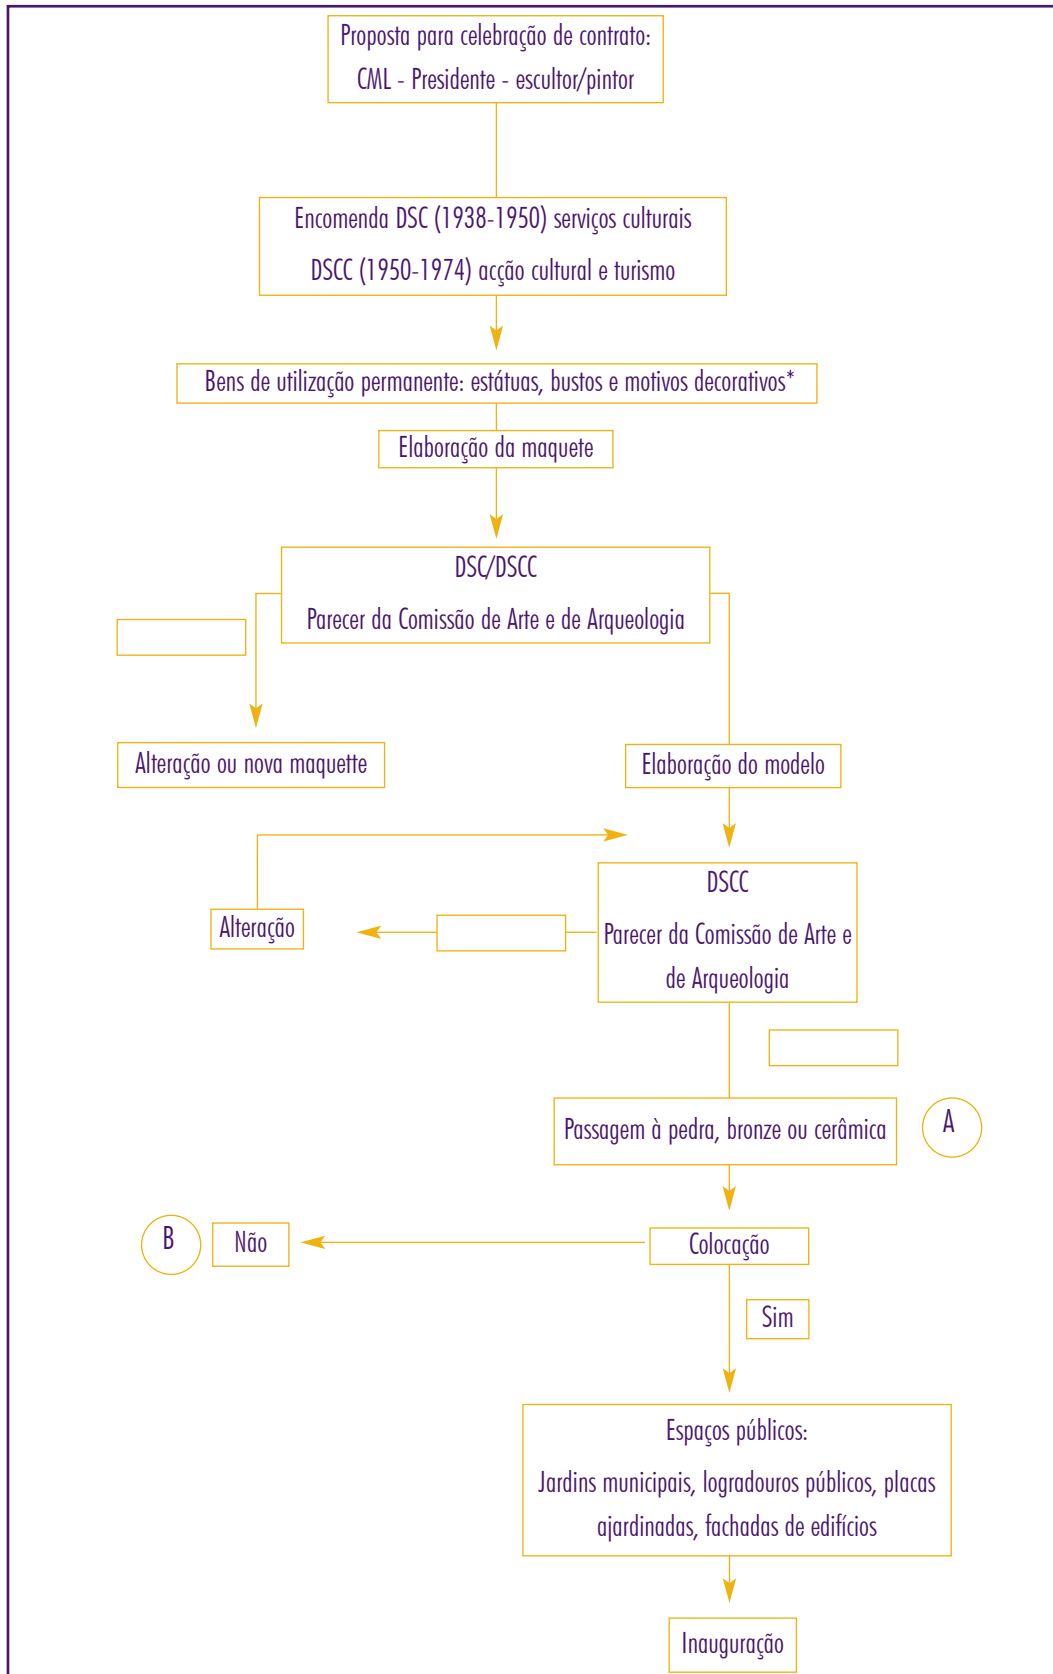 Proposta para celebração de contrato:
CML - Presidente - escultor/pintor
Encomenda DSC (1938-1950) serviços culturais
DSCC (1950-1974) acção cultural e turismo
Bens de utilização permanente: estátuas, bustos e motivos decorativos*
Elaboração da maquete
DSC/DSCC
Parecer da Comissão de Arte e de Arqueologia
Alteração ou nova maquette
Elaboração do modelo
DSCC
Parecer da Comissão de Arte e
de Arqueologia
Alteração
Passagem à pedra, bronze ou cerâmica
A
B
Não
Colocação
Sim
Espaços públicos:
Jardins municipais, logradouros públicos, placas
ajardinadas, fachadas de edifícios
Inauguração